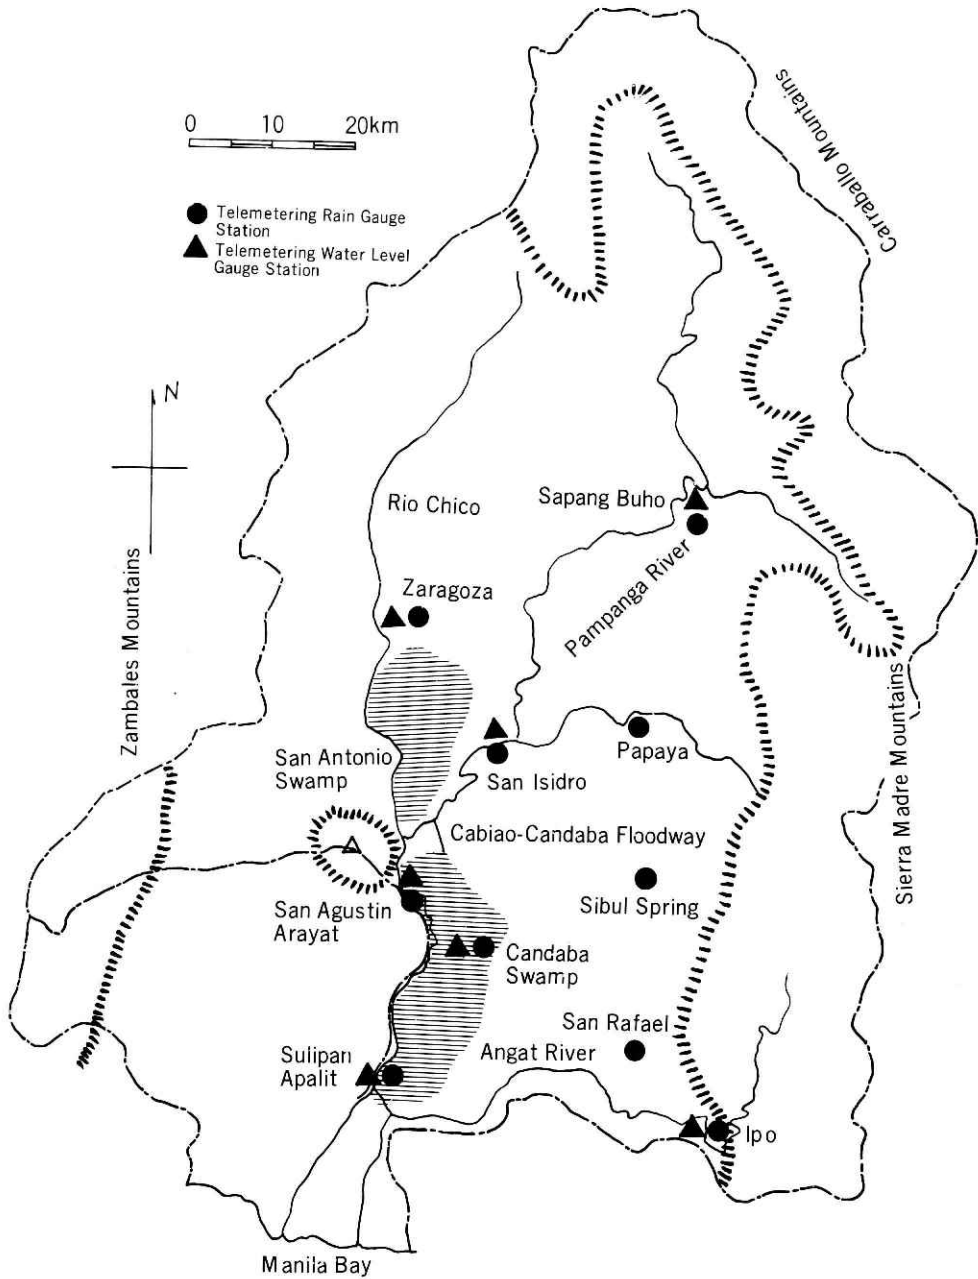 Carraballo Mountains
0 10 20km
Telemetering Rain Gauge
Station
Telemetering Water Level
Gauge Station
N
Rio Chico
Sapang Buho
Pampanga River
Zaragoza
Zambales Mountains
San Antonio
Swamp
San Isidro
Papaya
Sierra Madre Mountains
Cabiao-Candaba Floodway
Sibul Spring
San Agustin
Arayat
Candaba
Swamp
San Rafael
Angat River
Sulipan
Apalit
Ipo
Manila Bay